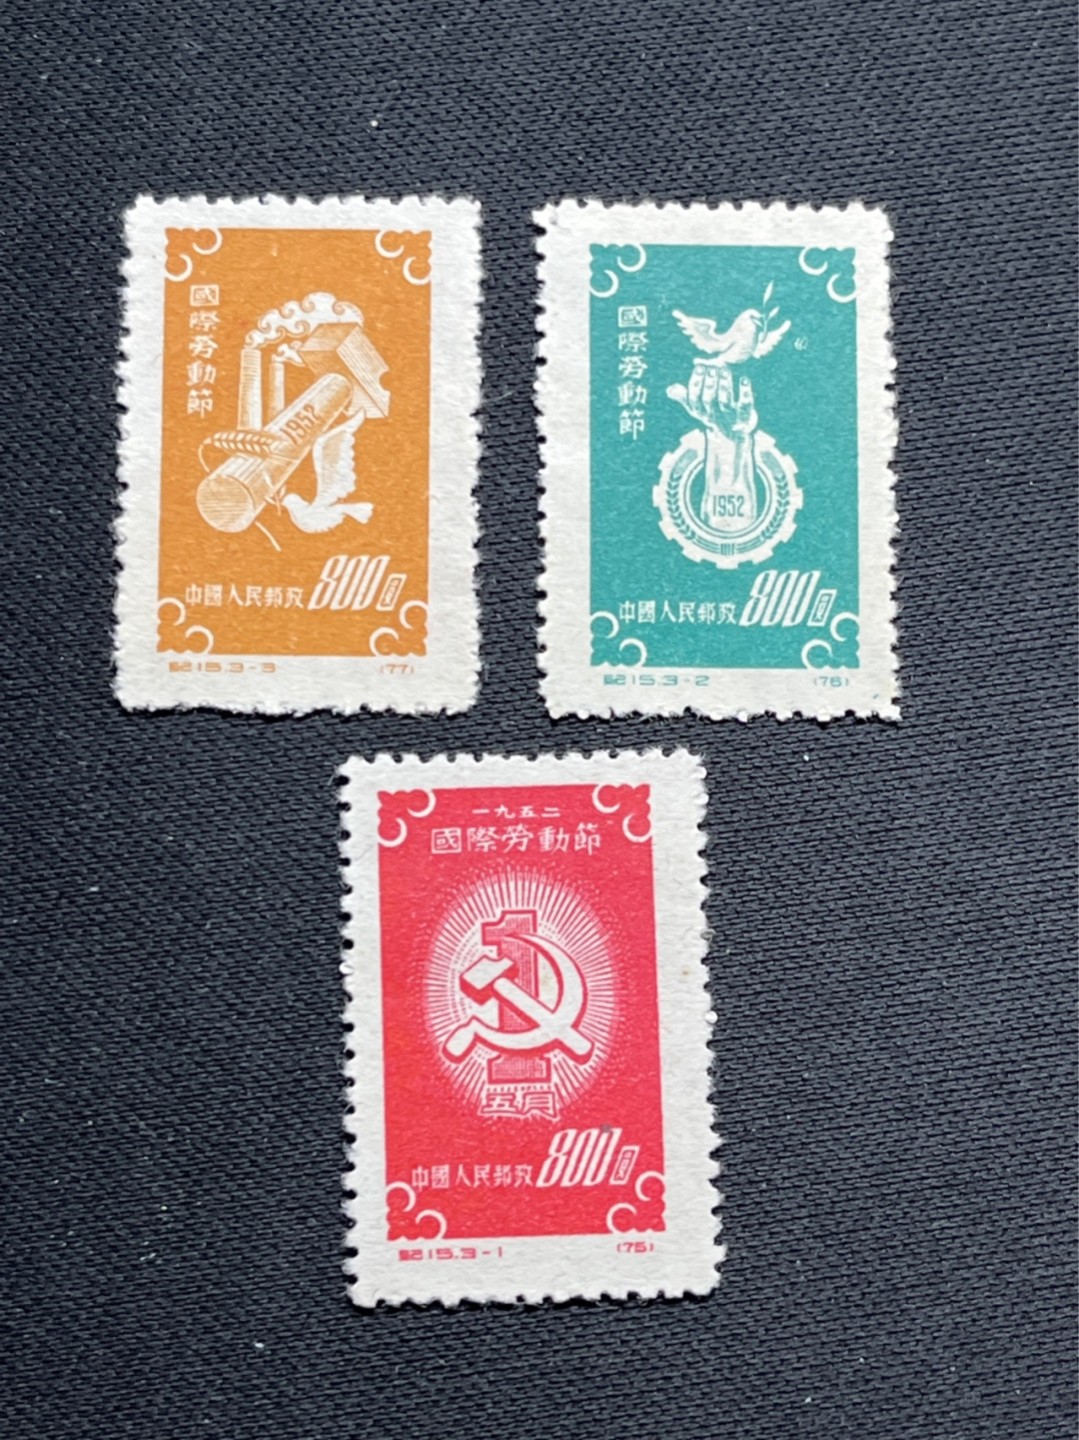 國際勞動節
1952
中國人民郵政 800圓
紀15.3-3 (77)
國際勞動節
1952
中國人民郵政 800圓
紀15.3-2 (76)
一九五二
國際勞動節
1
五月
中國人民郵政 800圓
紀15.3-1 (75)